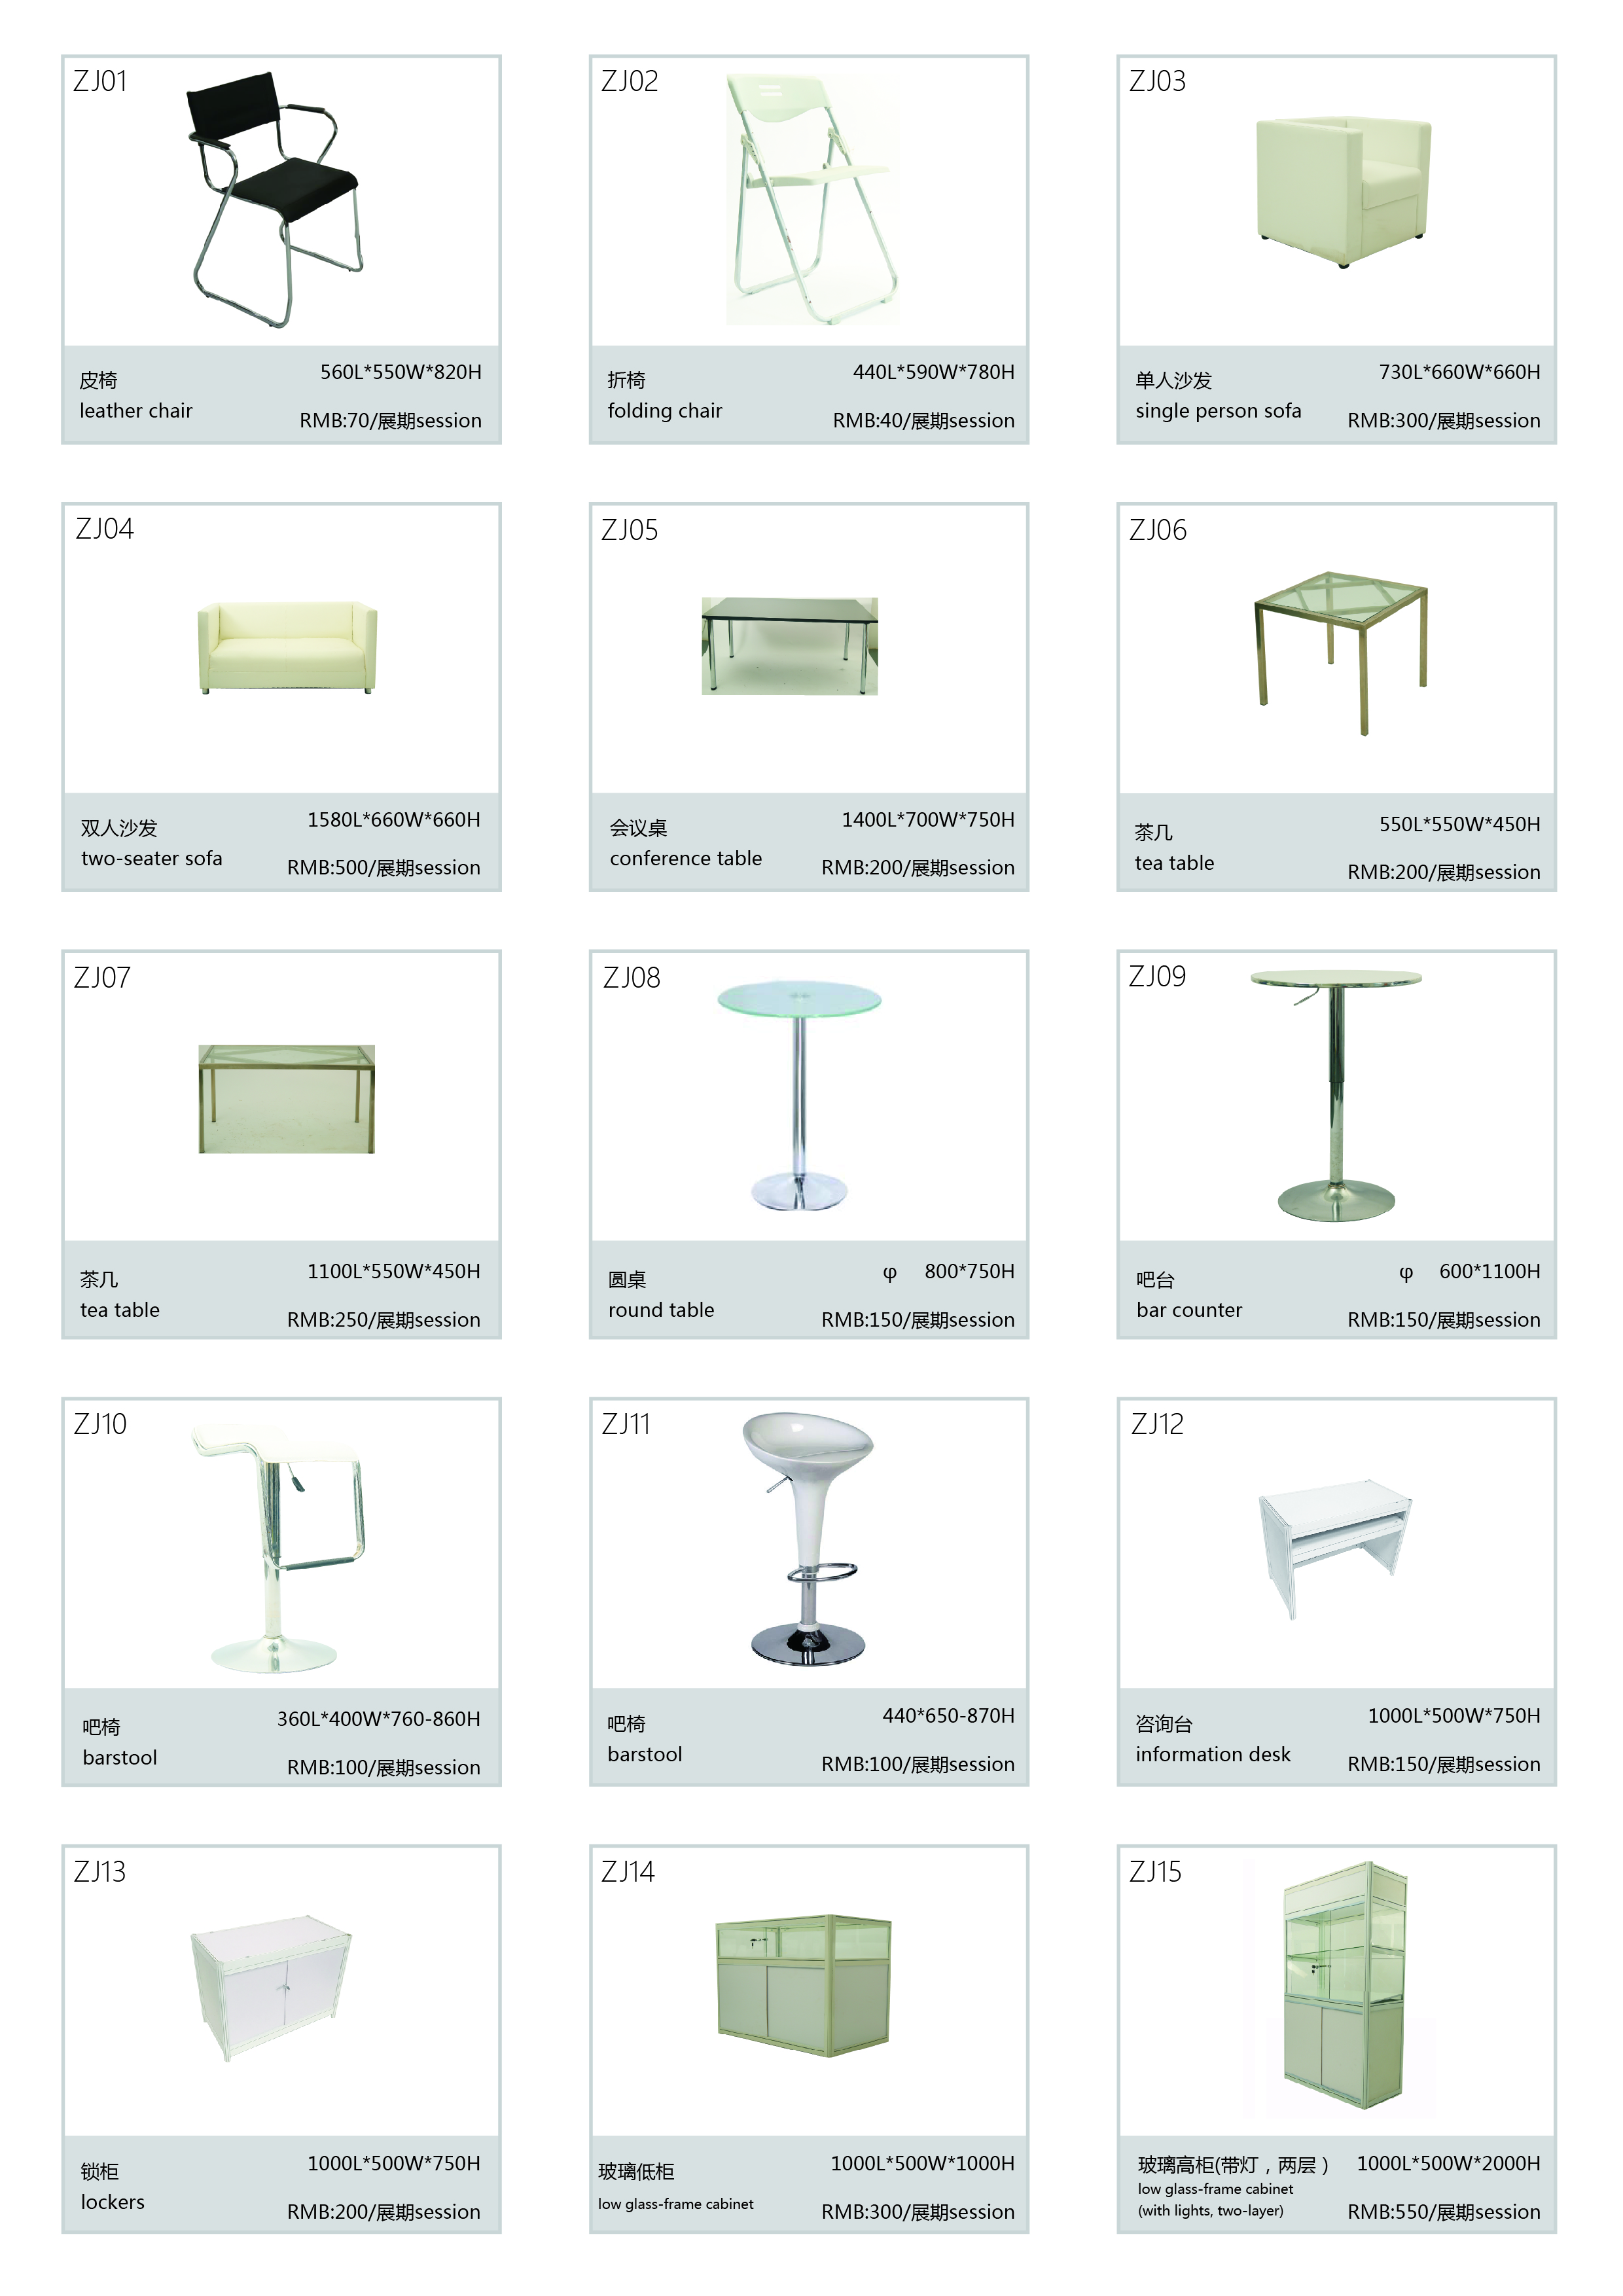 ZJ01
皮椅
leather chair
560L*550W*820H
RMB:70/展期session
ZJ02
折椅
folding chair
440L*590W*780H
RMB:40/展期session
ZJ03
单人沙发
single person sofa
730L*660W*660H
RMB:300/展期session
ZJ04
双人沙发
two-seater sofa
1580L*660W*660H
RMB:500/展期session
ZJ05
会议桌
conference table
1400L*700W*750H
RMB:200/展期session
ZJ06
茶几
tea table
550L*550W*450H
RMB:200/展期session
ZJ07
茶几
tea table
1100L*550W*450H
RMB:250/展期session
ZJ08
圆桌
round table
φ 800*750H
RMB:150/展期session
ZJ09
吧台
bar counter
φ 600*1100H
RMB:150/展期session
ZJ10
吧椅
barstool
360L*400W*760-860H
RMB:100/展期session
ZJ11
吧椅
barstool
440*650-870H
RMB:100/展期session
ZJ12
咨询台
information desk
1000L*500W*750H
RMB:150/展期session
ZJ13
锁柜
lockers
1000L*500W*750H
RMB:200/展期session
ZJ14
玻璃低柜
low glass-frame cabinet
1000L*500W*1000H
RMB:300/展期session
ZJ15
玻璃高柜(带灯，两层）
low glass-frame cabinet
(with lights, two-layer)
1000L*500W*2000H
RMB:550/展期session